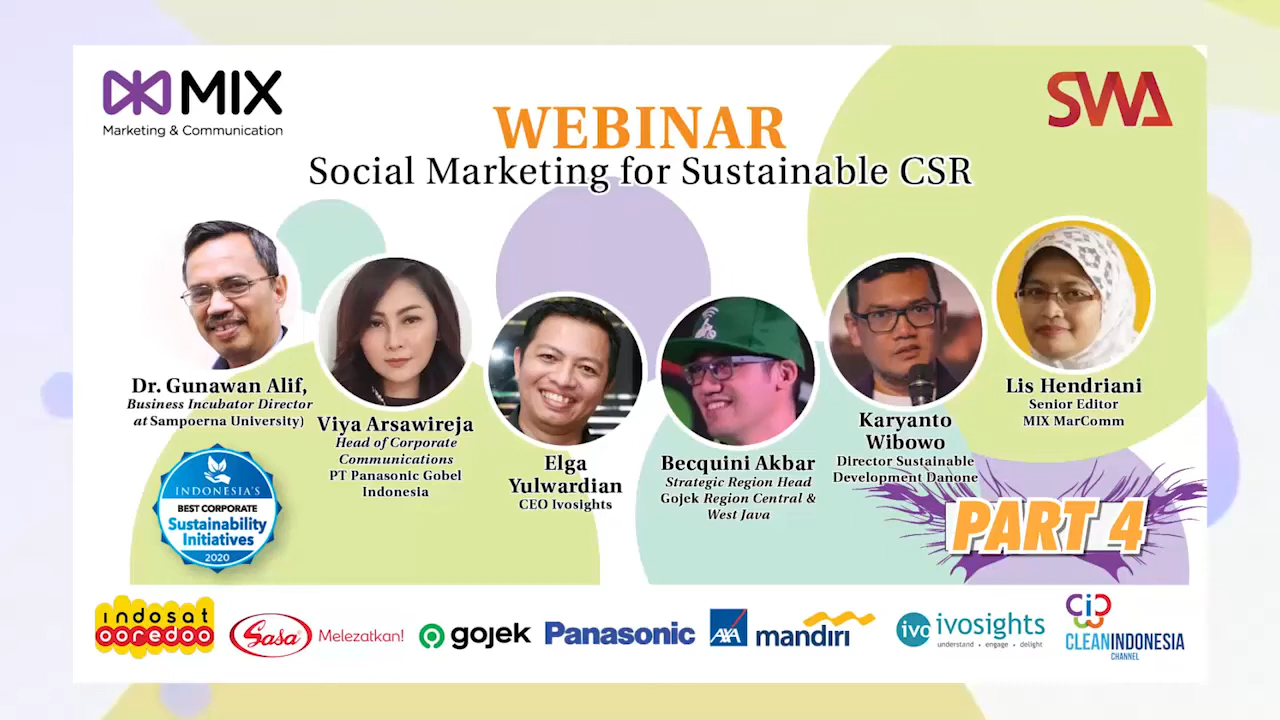 MIX
Marketing & Communication
SWA
WEBINAR
Social Marketing for Sustainable CSR
Dr. Gunawan Alif,
Business Incubator Director
at Sampoerna University)
Viya Arsawireja
Head of Corporate
Communications
PT Panasonic Gobel
Indonesia
Elga
Yulwardian
CEO Ivosights
Becquini Akbar
Strategic Region Head
Gojek Region Central &
West Java
Karyanto
Wibowo
Director Sustainable
Development Danone
Lis Hendriani
Senior Editor
MIX MarComm
INDONESIA'S
BEST CORPORATE
Sustainability
Initiatives
2020
PART 4
indosat
ooredoo
Sasa Melezatkan!
gojek
Panasonic
AXA mandiri
ivo ivosights
understand • engage • delight
CIC
CLEANINDONESIA
CHANNEL